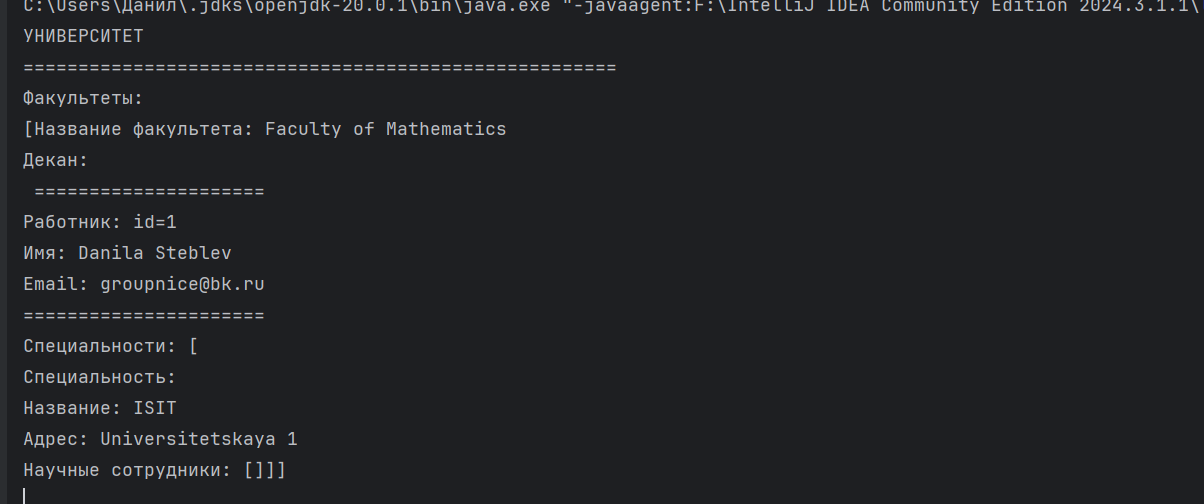 C:\Users\Данил\.jdks\openjdk-20.0.1\bin\java.exe "-javaagent:F:\IntelliJ IDEA Community Edition 2024.3.1.1\
УНИВЕРСИТЕТ
======================================================
Факультеты:
[Название факультета: Faculty of Mathematics
Декан:
 =====================
Работник: id=1
Имя: Danila Steblev
Email: groupnice@bk.ru
======================
Специальности: [
Специальность:
Название: ISIT
Адрес: Universitetskaya 1
Научные сотрудники: []]]